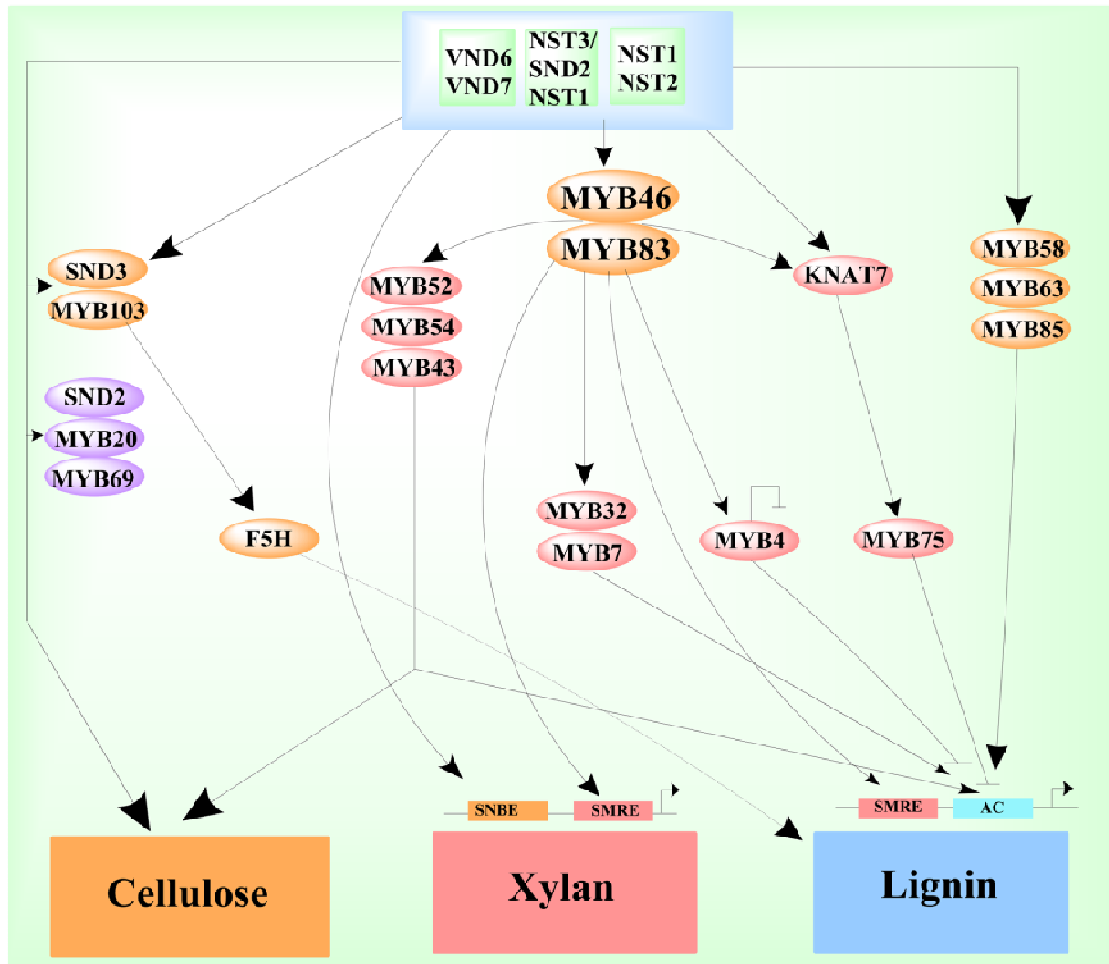 VND6
VND7
NST3/
SND2
NST1
NST1
NST2
MYB46
MYB83
SND3
MYB103
MYB52
MYB54
MYB43
KNAT7
MYB58
MYB63
MYB85
SND2
MYB20
MYB69
F5H
MYB32
MYB7
MYB4
MYB75
SNBE
SMRE
SMRE
AC
Cellulose
Xylan
Lignin